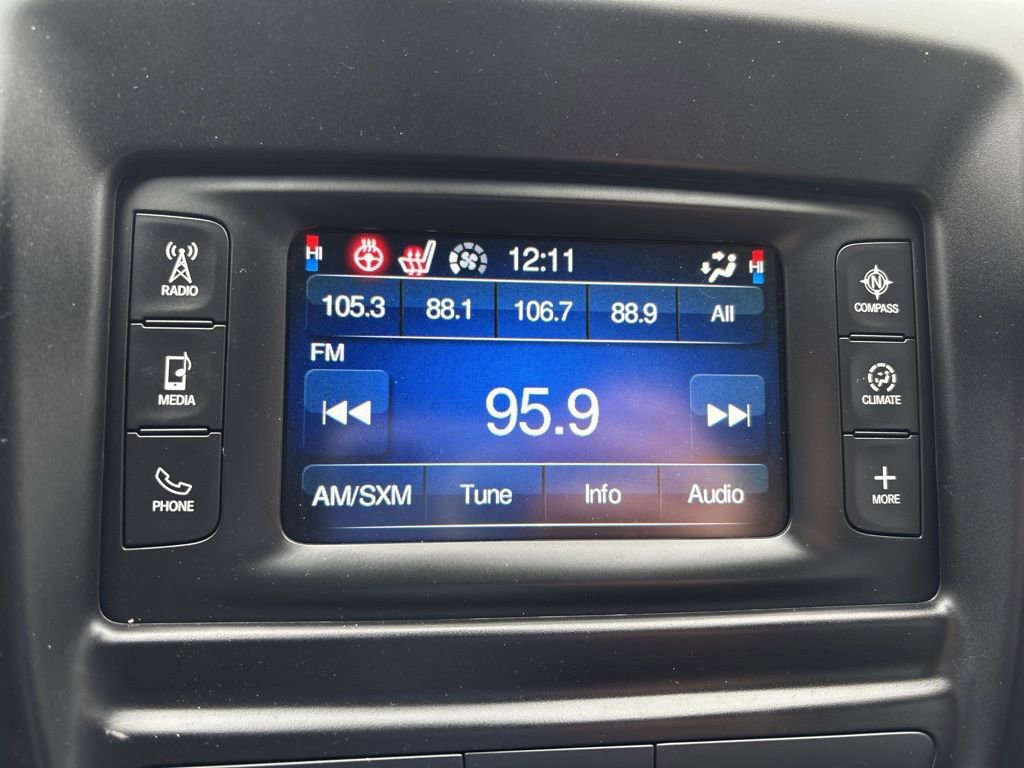 HI 12:11 HI
105.3 88.1 106.7 88.9 All
FM
95.9
AM/SXM Tune Info Audio
RADIO
MEDIA
PHONE
N
COMPASS
CLIMATE
MORE